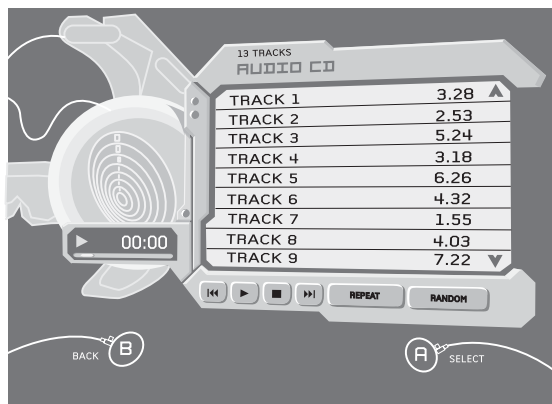 13 TRACKS
AUDIO CD
TRACK 1 3.28
TRACK 2 2.53
TRACK 3 5.24
TRACK 4 3.18
TRACK 5 6.26
TRACK 6 4.32
TRACK 7 1.55
TRACK 8 4.03
TRACK 9 7.22
00:00
REPEAT RANDOM
BACK B
A SELECT